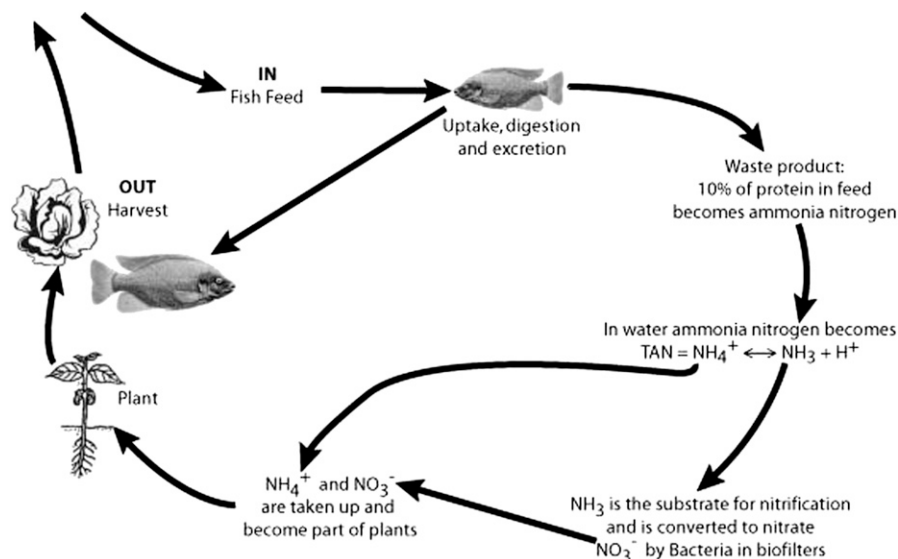 IN
Fish Feed
Uptake, digestion
and excretion
Waste product:
10% of protein in feed
becomes ammonia nitrogen
OUT
Harvest
In water ammonia nitrogen becomes
TAN = NH₄⁺ ⟷ NH₃ + H⁺
Plant
NH₄⁺ and NO₃⁻
are taken up and
become part of plants
NH₃ is the substrate for nitrification
and is converted to nitrate
NO₃⁻ by Bacteria in biofilters